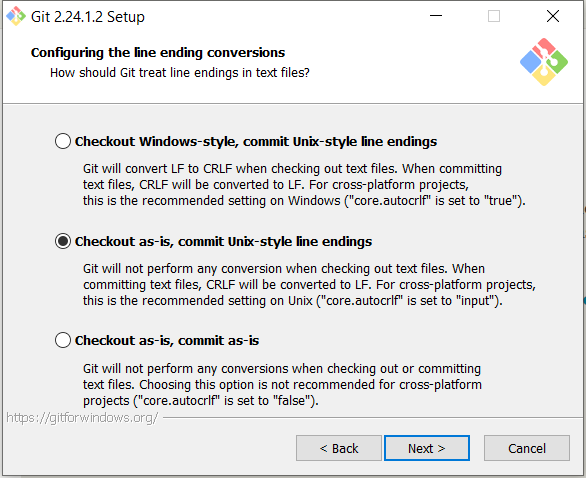 Git 2.24.1.2 Setup
Configuring the line ending conversions
How should Git treat line endings in text files?
Checkout Windows-style, commit Unix-style line endings
Git will convert LF to CRLF when checking out text files. When committing
text files, CRLF will be converted to LF. For cross-platform projects,
this is the recommended setting on Windows ("core.autocrlf" is set to "true").
Checkout as-is, commit Unix-style line endings
Git will not perform any conversion when checking out text files. When
committing text files, CRLF will be converted to LF. For cross-platform projects,
this is the recommended setting on Unix ("core.autocrlf" is set to "input").
Checkout as-is, commit as-is
Git will not perform any conversions when checking out or committing
text files. Choosing this option is not recommended for cross-platform
projects ("core.autocrlf" is set to "false").
https://gitforwindows.org/
< Back
Next >
Cancel